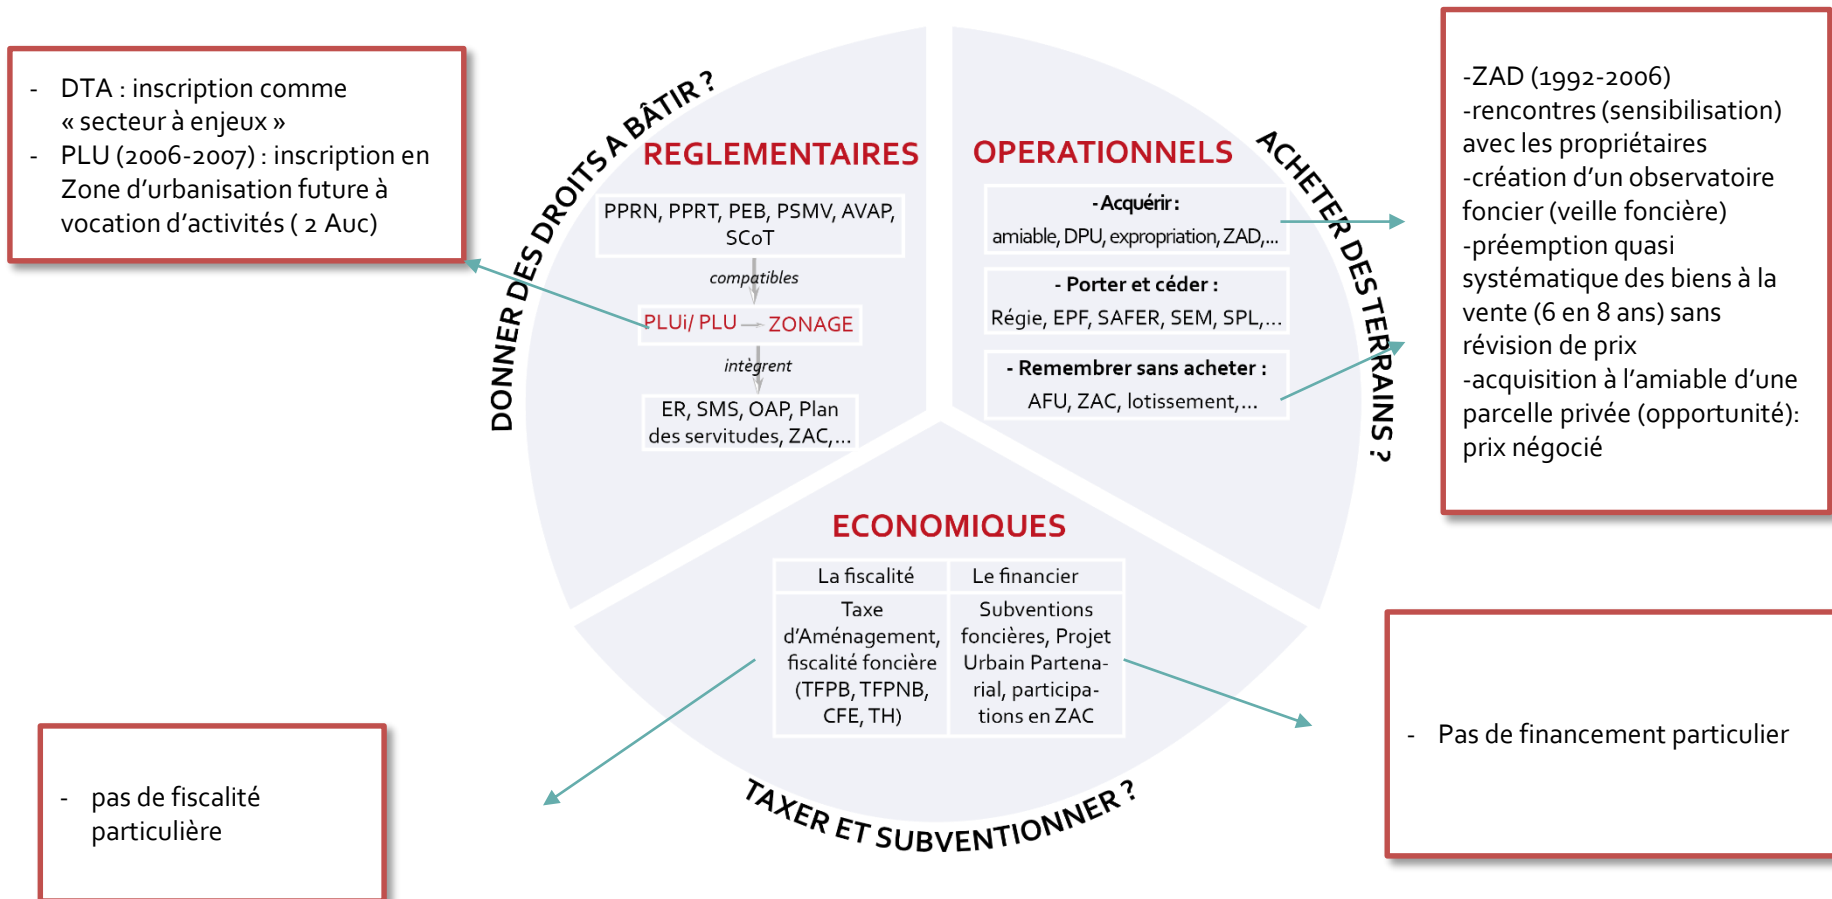 - DTA : inscription comme
« secteur à enjeux »
- PLU (2006-2007) : inscription en
Zone d'urbanisation future à
vocation d'activités ( 2 Auc)
DONNER DES DROITS A BÂTIR ?
REGLEMENTAIRES
PPRN, PPRT, PEB, PSMV, AVAP,
SCoT
compatibles
PLUi/ PLU ZONAGE
intègrent
ER, SMS, OAP, Plan
des servitudes, ZAC,...
OPERATIONNELS
- Acquérir :
amiable, DPU, expropriation, ZAD,...
- Porter et céder :
Régie, EPF, SAFER, SEM, SPL,...
- Remembrer sans acheter :
AFU, ZAC, lotissement,...
ACHETER DES TERRAINS ?
-ZAD (1992-2006)
-rencontres (sensibilisation)
avec les propriétaires
-création d'un observatoire
foncier (veille foncière)
-préemption quasi
systématique des biens à la
vente (6 en 8 ans) sans
révision de prix
-acquisition à l'amiable d'une
parcelle privée (opportunité):
prix négocié
ECONOMIQUES
La fiscalité
Taxe
d'Aménagement,
fiscalité foncière
(TFPB, TFPNB,
CFE, TH)
Le financier
Subventions
foncières, Projet
Urbain Partena-
rial, participa-
tions en ZAC
TAXER ET SUBVENTIONNER ?
- pas de fiscalité
particulière
- Pas de financement particulier